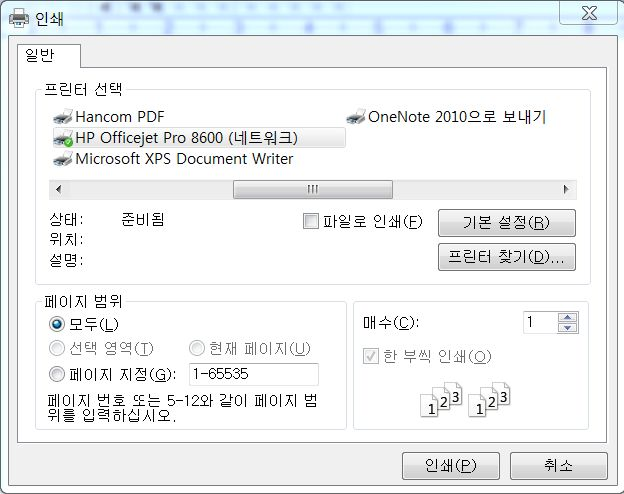 인쇄
일반
프린터 선택
Hancom PDF
OneNote 2010으로 보내기
HP Officejet Pro 8600 (네트워크)
Microsoft XPS Document Writer
상태: 준비됨
파일로 인쇄(F)
기본 설정(R)
위치:
설명:
프린터 찾기(D)...
페이지 범위
모두(L)
선택 영역(T)
현재 페이지(U)
페이지 지정(G): 1-65535
페이지 번호 또는 5-12와 같이 페이지 범
위를 입력하십시오.
매수(C): 1
한 부씩 인쇄(O)
1 2 3 1 2 3
인쇄(P)
취소